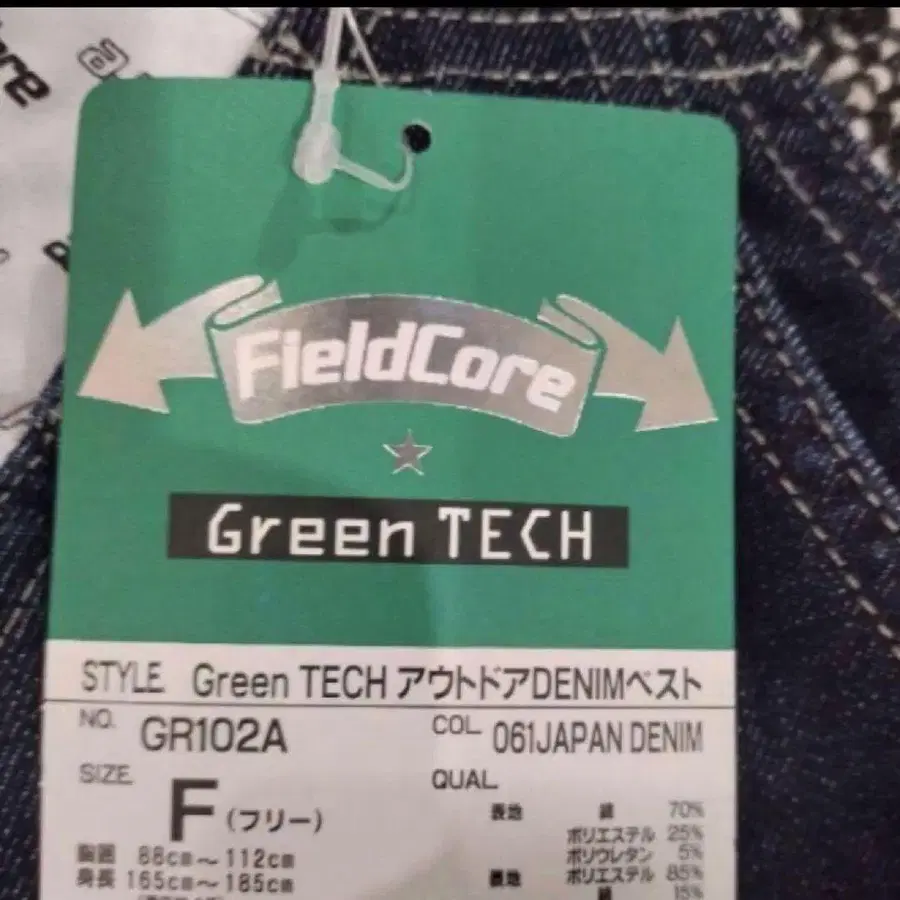 FieldCore
Green TECH
STYLE Green TECH アウトドアDENIMベスト
NO. GR102A
COL 061JAPAN DENIM
SIZE F(フリー)
胸囲 88cm～112cm
身長 165cm～185cm
QUAL
表地 綿 70%
ポリエステル 25%
ポリウレタン 5%
裏地 ポリエステル 85%
綿 15%